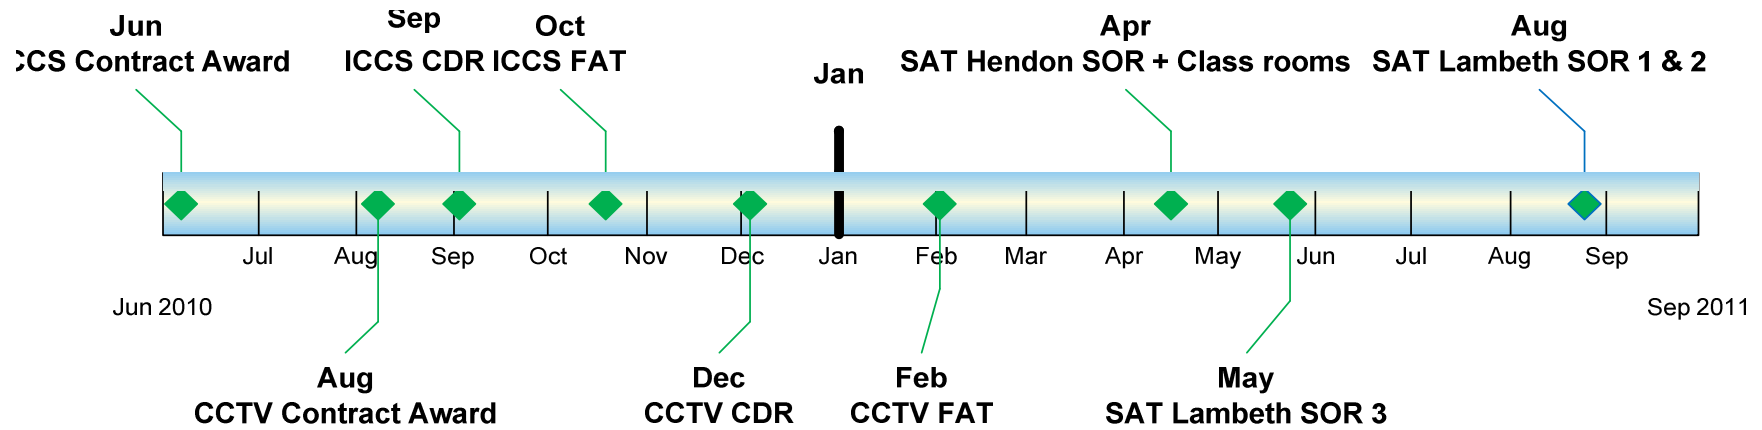 Jun
CCS Contract Award
Sep
ICCS CDR
Oct
ICCS FAT
Jan
Apr
SAT Hendon SOR + Class rooms
Aug
SAT Lambeth SOR 1 & 2
Jul Aug Sep Oct Nov Dec Jan Feb Mar Apr May Jun Jul Aug Sep
Jun 2010
Sep 2011
Aug
CCTV Contract Award
Dec
CCTV CDR
Feb
CCTV FAT
May
SAT Lambeth SOR 3